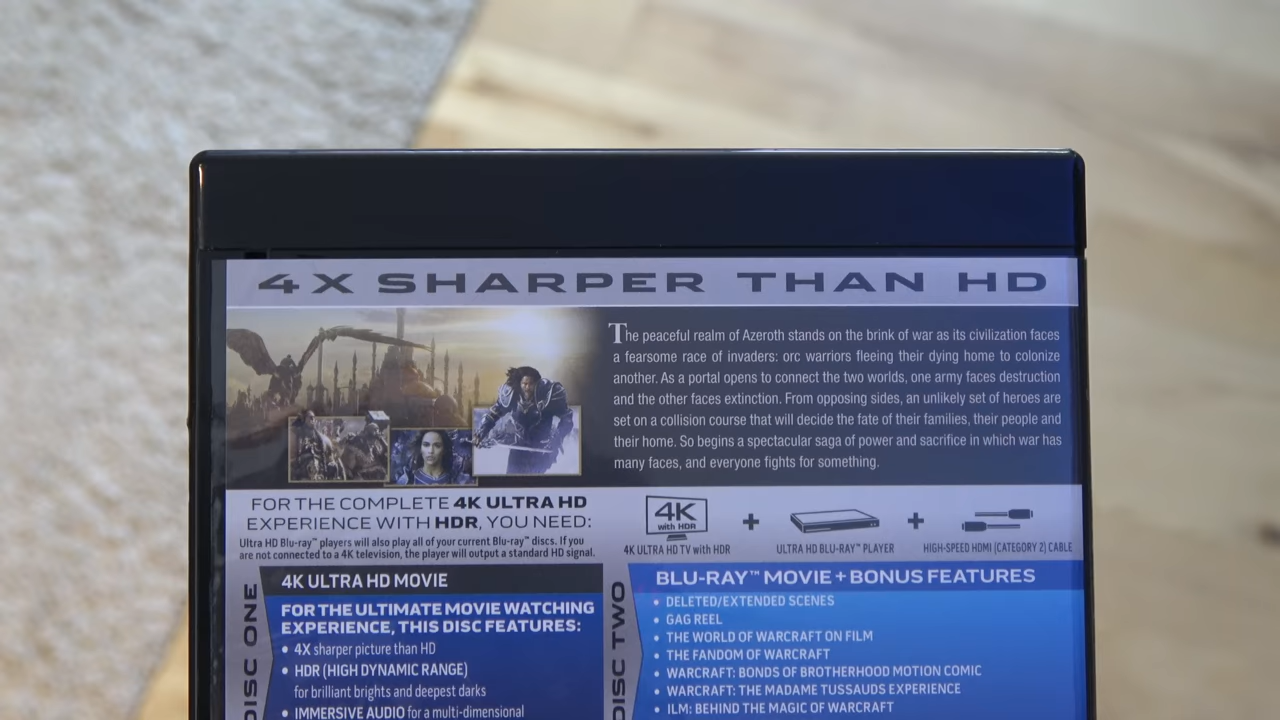 4X SHARPER THAN HD
The peaceful realm of Azeroth stands on the brink of war as its civilization faces
a fearsome race of invaders: orc warriors fleeing their dying home to colonize
another. As a portal opens to connect the two worlds, one army faces destruction
and the other faces extinction. From opposing sides, an unlikely set of heroes are
set on a collision course that will decide the fate of their families, their people and
their home. So begins a spectacular saga of power and sacrifice in which war has
many faces, and everyone fights for something.
FOR THE COMPLETE 4K ULTRA HD
EXPERIENCE WITH HDR, YOU NEED:
Ultra HD Blu-ray™ players will also play all of your current Blu-ray™ discs. If you
are not connected to a 4K television, the player will output a standard HD signal.
4K
with HDR
+
+
4K ULTRA HD TV with HDR
ULTRA HD BLU-RAY™ PLAYER
HIGH-SPEED HDMI (CATEGORY 2) CABLE
DISC ONE
4K ULTRA HD MOVIE
FOR THE ULTIMATE MOVIE WATCHING
EXPERIENCE, THIS DISC FEATURES:
• 4X sharper picture than HD
• HDR (HIGH DYNAMIC RANGE)
for brilliant brights and deepest darks
• IMMERSIVE AUDIO for a multi-dimensional
DISC TWO
BLU-RAY™ MOVIE + BONUS FEATURES
• DELETED/EXTENDED SCENES
• GAG REEL
• THE WORLD OF WARCRAFT ON FILM
• THE FANDOM OF WARCRAFT
• WARCRAFT: BONDS OF BROTHERHOOD MOTION COMIC
• WARCRAFT: THE MADAME TUSSAUDS EXPERIENCE
• ILM: BEHIND THE MAGIC OF WARCRAFT